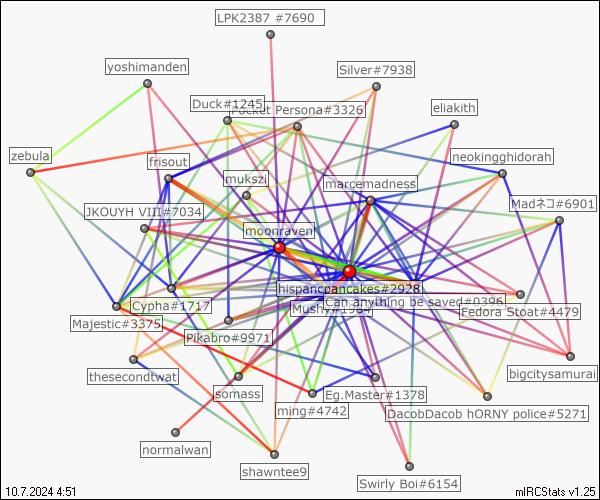 LPK2387 #7690
yoshimanden
Silver#7938
Duck#1245
Pocket Persona#3326
eliakith
zebula
frisout
neokingghidorah
mukszi
marcemadness
Madネコ#6901
JKOUYH VIII#7034
moonraven
hispancpancakes#2928
Can anything be saved#0396
Cypha#1717
Mushy#1984
Fedora Stoat#4479
Majestic#3375
Pikabro#9971
thesecondtwat
bigcitysamurai
somass
Eg.Master#1378
ming#4742
DacobDacob hORNY police#5271
normalwan
shawntee9
Swirly Boi#6154
10.7.2024 4:51
mIRCStats v1.25